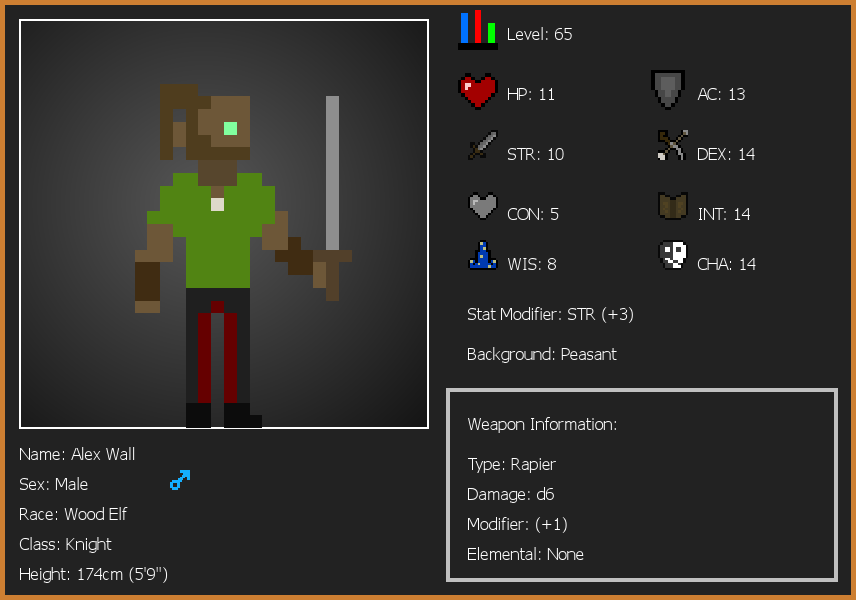 Level: 65
HP: 11
AC: 13
STR: 10
DEX: 14
CON: 5
INT: 14
WIS: 8
CHA: 14
Stat Modifier: STR (+3)
Background: Peasant
Weapon Information:
Type: Rapier
Damage: d6
Modifier: (+1)
Elemental: None
Name: Alex Wall
Sex: Male
Race: Wood Elf
Class: Knight
Height: 174cm (5'9")